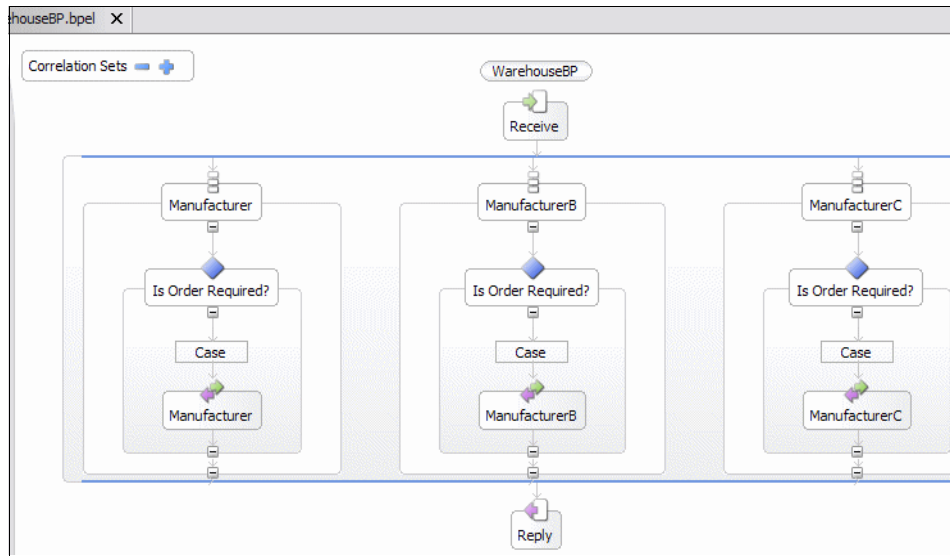 ehouseBP.bpel
Correlation Sets
WarehouseBP
Receive
Manufacturer ManufacturerB ManufacturerC
Is Order Required? Is Order Required? Is Order Required?
Case Case Case
Manufacturer ManufacturerB ManufacturerC
Reply